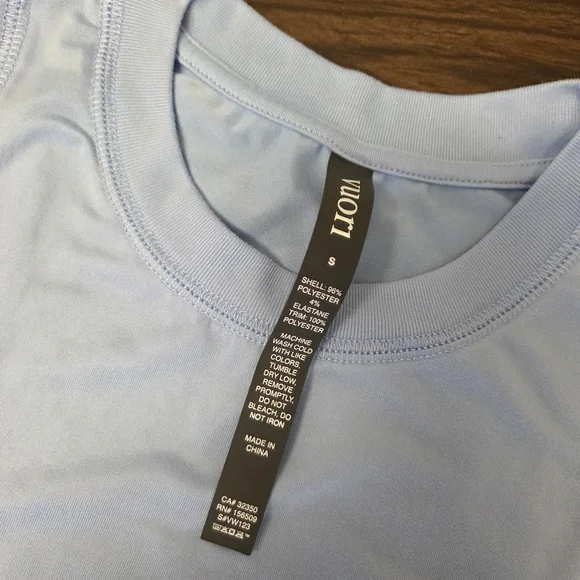 vuori
S
SHELL: 96%
POLYESTER
4%
ELASTANE
TRIM: 100%
POLYESTER
MACHINE
WASH COLD
WITH LIKE
COLORS,
TUMBLE
DRY LOW,
REMOVE
PROMPTLY.
DO NOT
BLEACH, DO
NOT IRON
MADE IN
CHINA
CA# 32350
RN# 156509
S#VW123